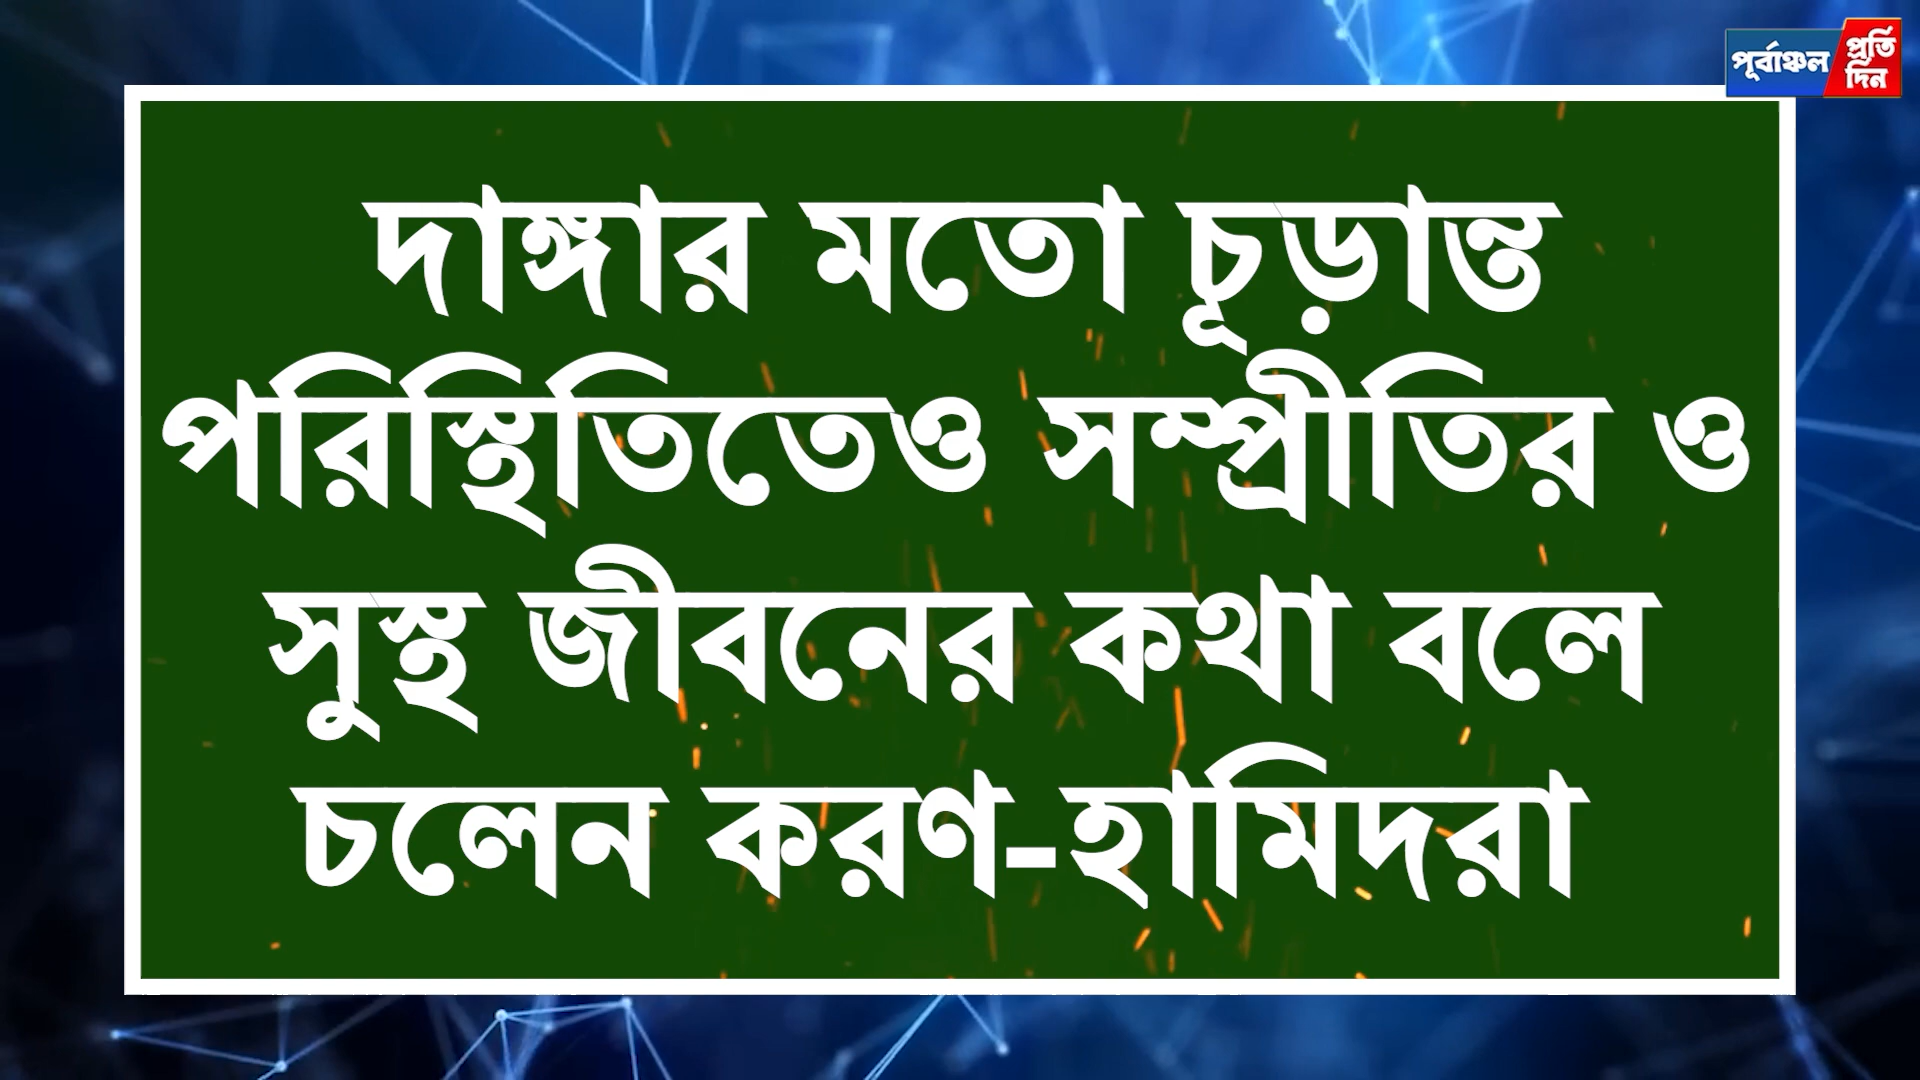 পূর্বাঞ্চল প্রতি
দিন
দাঙ্গার মতো চূড়ান্ত
পরিস্থিতিতেও সম্প্রীতির ও
সুস্থ জীবনের কথা বলে
চলেন করণ-হামিদরা